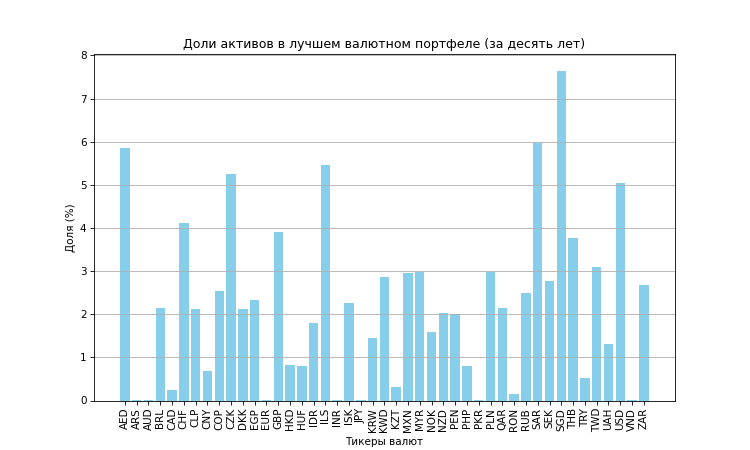 Доли активов в лучшем валютном портфеле (за десять лет)
8
7
6
5
4
3
2
1
0
Доля (%)
AED ARS AUD BRL CAD CHF CLP CNY COP CZK DKK EGP EUR GBP HKD HUF IDR ILS INR ISK JPY KRW KWD KZT MXN MYR NOK NZD PEN PHP PKR PLN QAR RON RUB SAR SEK SGD THB TRY TWD UAH USD VND ZAR
Тикеры валют